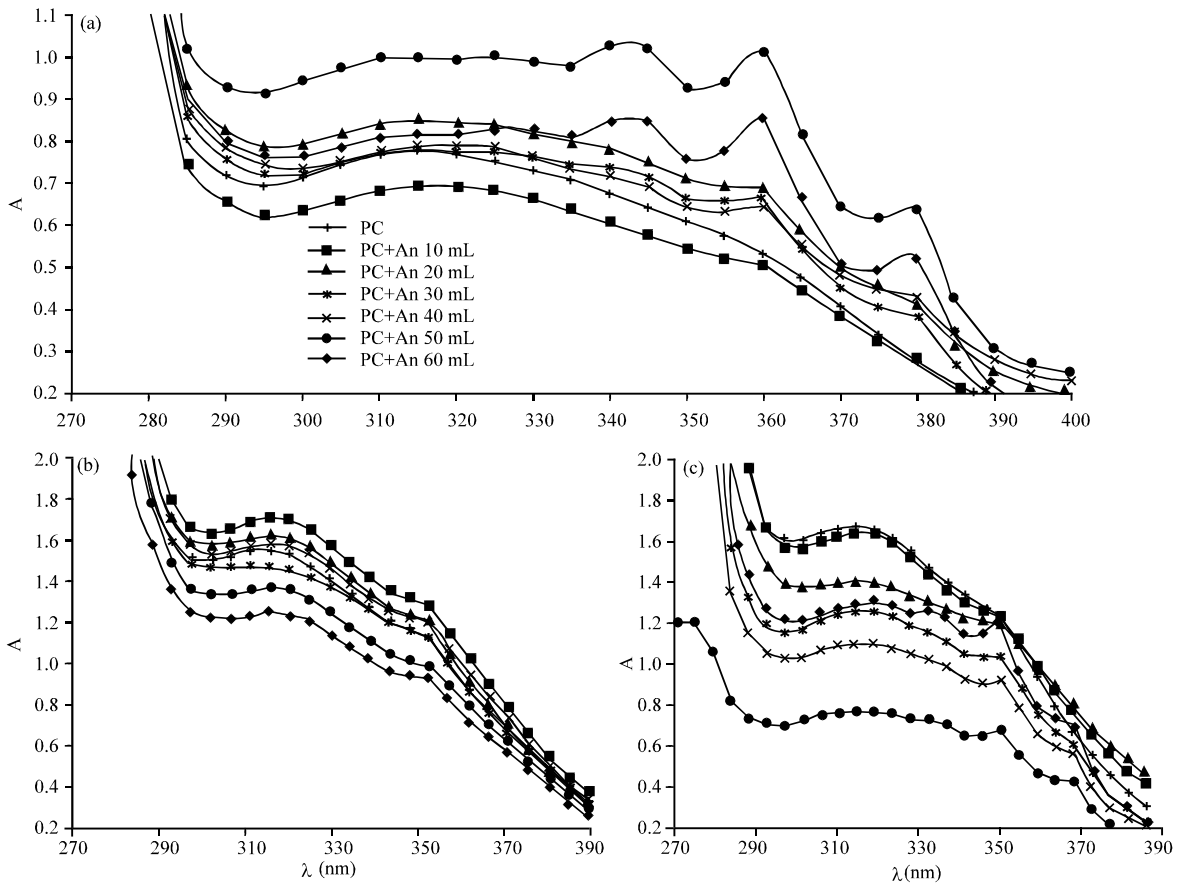 (a)
1.1
1.0
0.9
0.8
0.7
0.6
0.5
0.4
0.3
0.2
A
PC
PC+An 10 mL
PC+An 20 mL
PC+An 30 mL
PC+An 40 mL
PC+An 50 mL
PC+An 60 mL
270 280 290 300 310 320 330 340 350 360 370 380 390 400
(b)
2.0
1.8
1.6
1.4
1.2
1.0
0.8
0.6
0.4
0.2
A
270 290 310 330 350 370 390
λ (nm)
(c)
2.0
1.8
1.6
1.4
1.2
1.0
0.8
0.6
0.4
0.2
A
270 290 310 330 350 370 390
λ (nm)